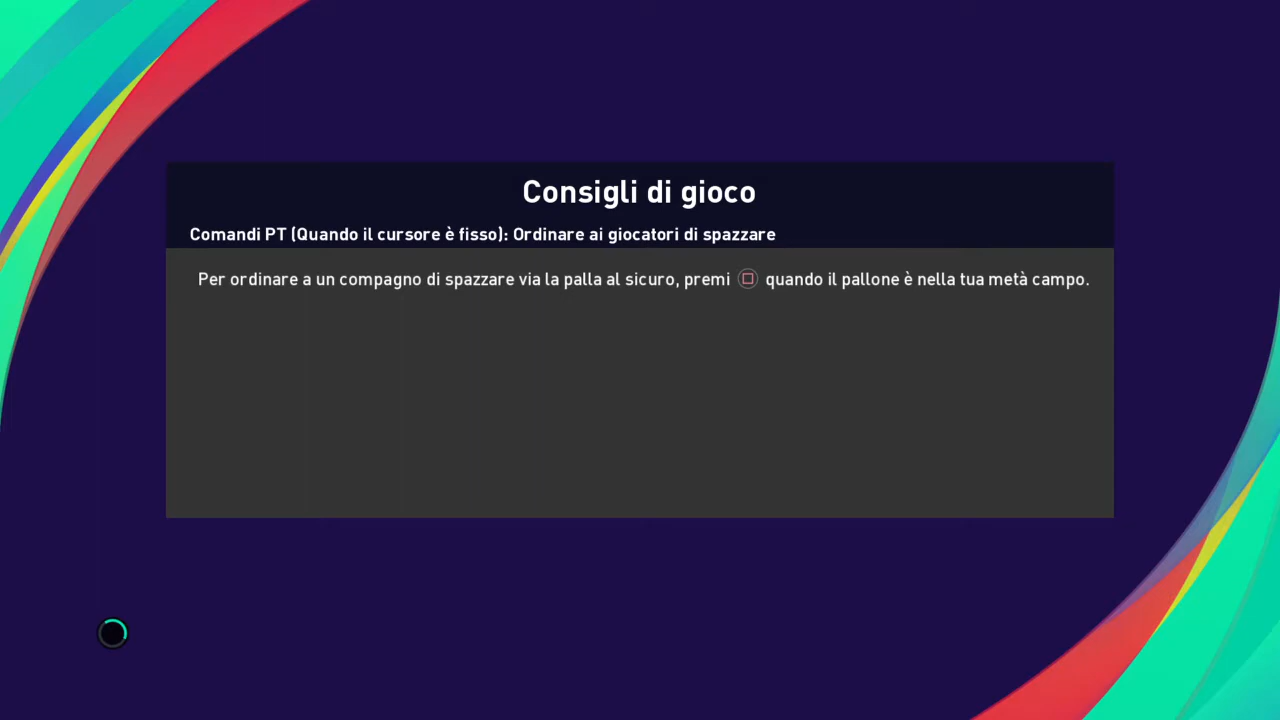 Consigli di gioco
Comandi PT (Quando il cursore è fisso): Ordinare ai giocatori di spazzare
Per ordinare a un compagno di spazzare via la palla al sicuro, premi □ quando il pallone è nella tua metà campo.